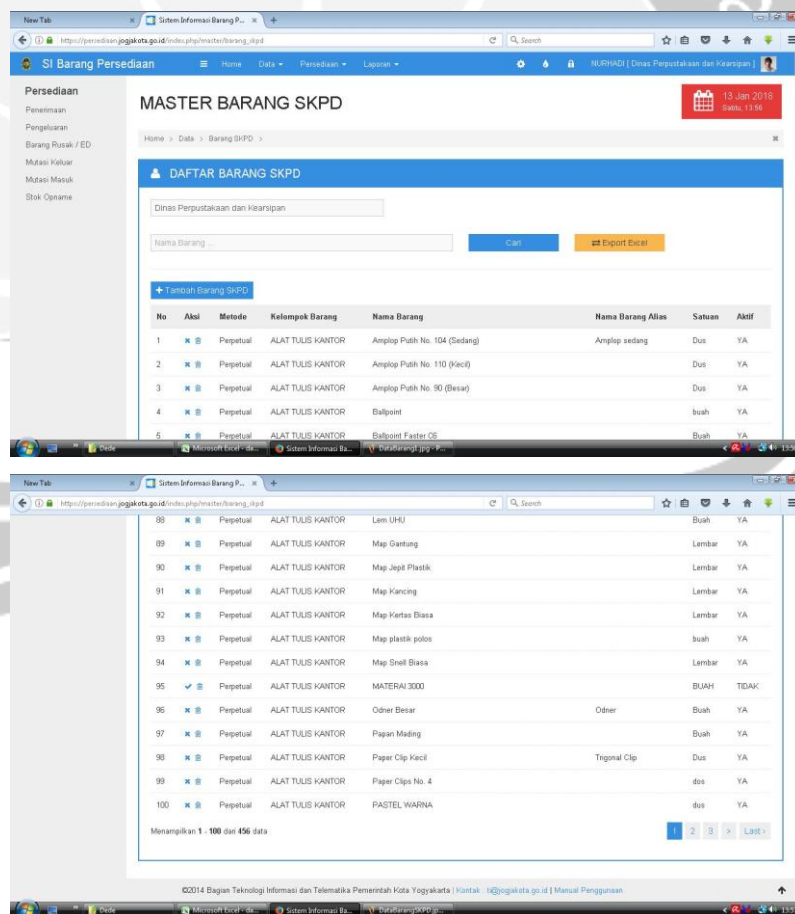 New Tab
Sistem Informasi Barang P...
https://persediaan.jogjakota.go.id/index.php/master/barang_skpd
Search
SI Barang Persediaan
Home Data Persediaan Laporan
NURHADI [ Dinas Perpustakaan dan Kearsipan ]
Persediaan
Penerimaan
Pengeluaran
Barang Rusak / ED
Mutasi Keluar
Mutasi Masuk
Stok Opname
MASTER BARANG SKPD
13 Jan 2018
Sabtu, 13:56
Home > Data > Barang SKPD >
DAFTAR BARANG SKPD
Dinas Perpustakaan dan Kearsipan
Nama Barang ...
Cari
Export Excel
+ Tambah Barang SKPD
No Aksi Metode Kelompok Barang Nama Barang Nama Barang Alias Satuan Aktif
1 Perpetual ALAT TULIS KANTOR Amplop Putih No. 104 (Sedang) Amplop sedang Dus YA
2 Perpetual ALAT TULIS KANTOR Amplop Putih No. 110 (Kecil) Dus YA
3 Perpetual ALAT TULIS KANTOR Amplop Putih No. 90 (Besar) Dus YA
4 Perpetual ALAT TULIS KANTOR Ballpoint buah YA
5 Perpetual ALAT TULIS KANTOR Ballpoint Faster C6 Buah YA
Dede
Microsoft Excel - da...
Sistem Informasi Ba...
DataBarang1.jpg - P...
New Tab
Sistem Informasi Barang P...
https://persediaan.jogjakota.go.id/index.php/master/barang_skpd
Search
88 Perpetual ALAT TULIS KANTOR Lem UHU Buah YA
89 Perpetual ALAT TULIS KANTOR Map Gantung Lembar YA
90 Perpetual ALAT TULIS KANTOR Map Jepit Plastik Lembar YA
91 Perpetual ALAT TULIS KANTOR Map Kancing Lembar YA
92 Perpetual ALAT TULIS KANTOR Map Kertas Biasa Lembar YA
93 Perpetual ALAT TULIS KANTOR Map plastik polos buah YA
94 Perpetual ALAT TULIS KANTOR Map Snell Biasa Lembar YA
95 Perpetual ALAT TULIS KANTOR MATERAI 3000 BUAH TIDAK
96 Perpetual ALAT TULIS KANTOR Odner Besar Odner Buah YA
97 Perpetual ALAT TULIS KANTOR Papan Mading Buah YA
98 Perpetual ALAT TULIS KANTOR Paper Clip Kecil Trigonal Clip Dus YA
99 Perpetual ALAT TULIS KANTOR Paper Clips No. 4 dos YA
100 Perpetual ALAT TULIS KANTOR PASTEL WARNA dus YA
Menampilkan 1 - 100 dari 456 data
1 2 3 > Last ›
©2014 Bagian Teknologi Informasi dan Telematika Pemerintah Kota Yogyakarta | Kontak : ti@jogjakota.go.id | Manual Penggunaan
Dede
Microsoft Excel - da...
Sistem Informasi Ba...
DataBarangSKPD.jp...